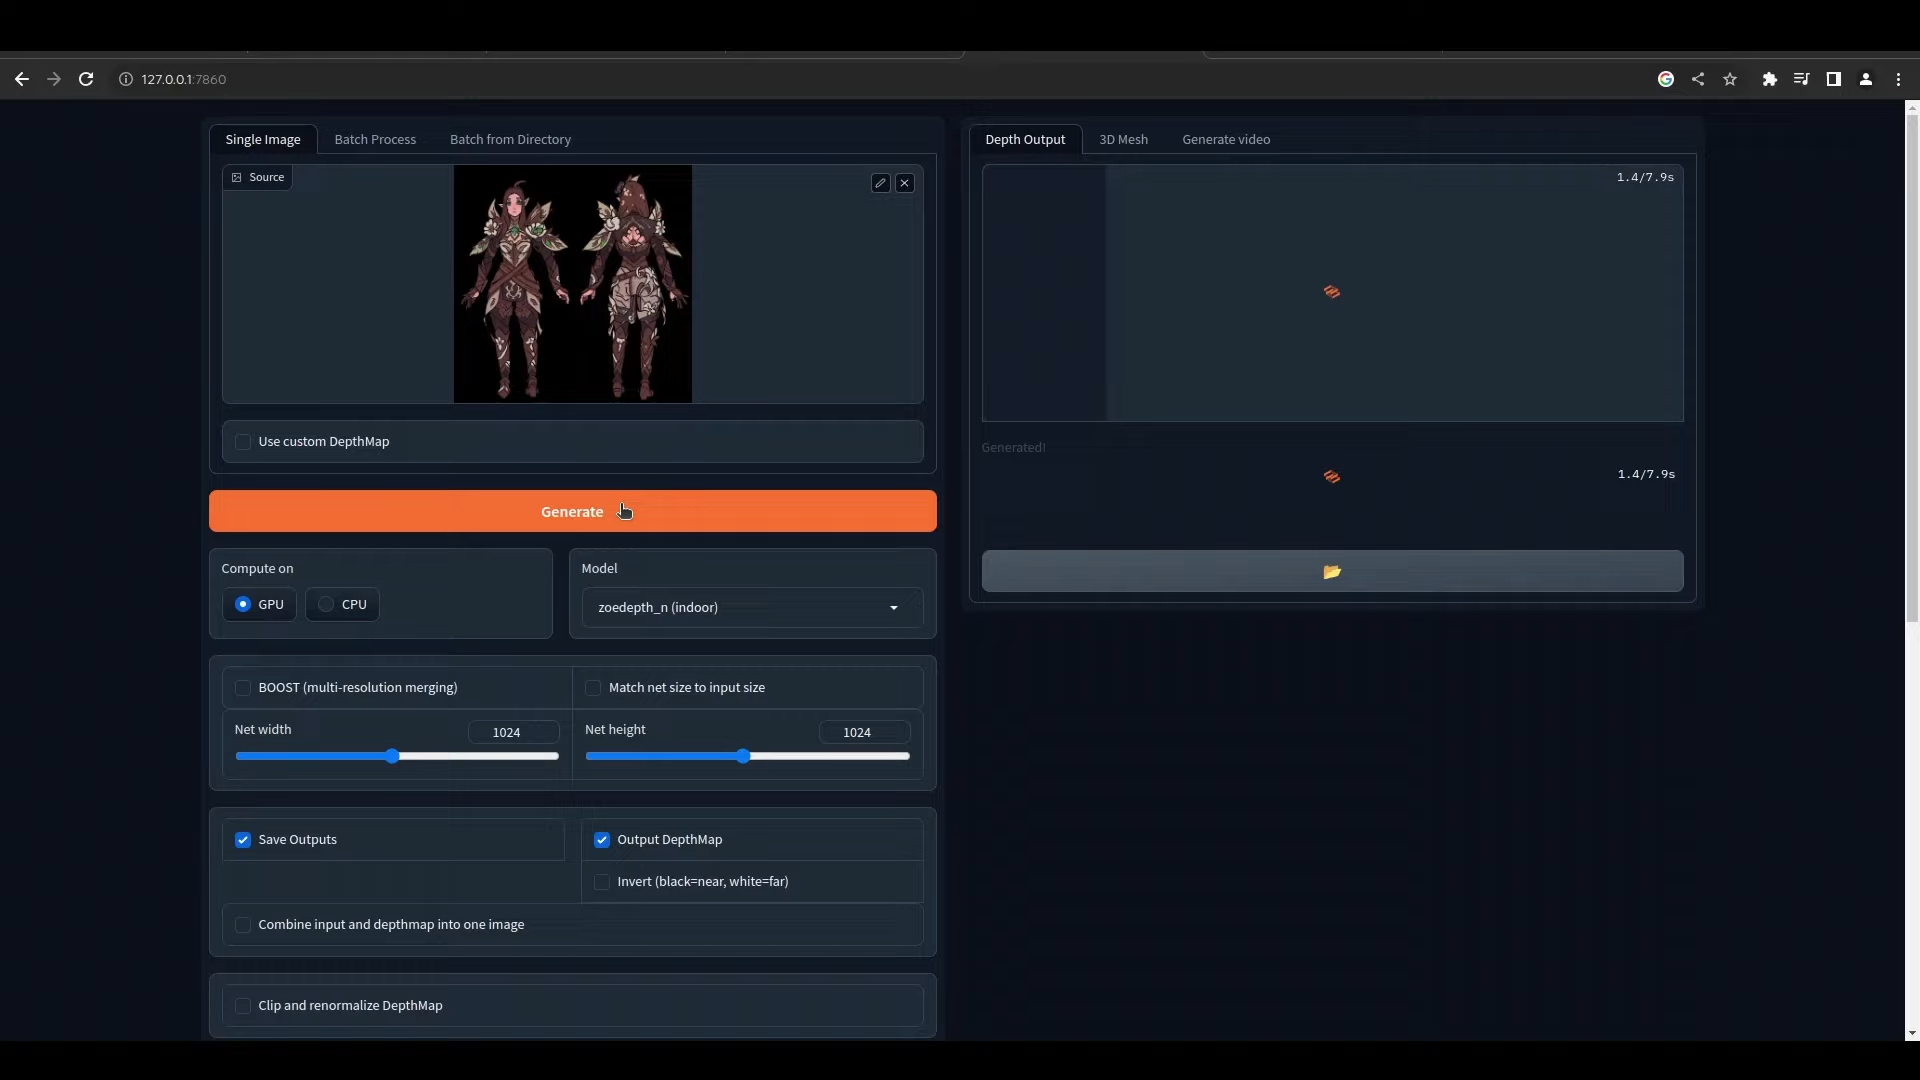 127.0.0.1:7860
Single Image
Batch Process
Batch from Directory
Source
Use custom DepthMap
Generate
Compute on
GPU
CPU
Model
zoedepth_n (indoor)
BOOST (multi-resolution merging)
Match net size to input size
Net width
1024
Net height
1024
Save Outputs
Output DepthMap
Invert (black=near, white=far)
Combine input and depthmap into one image
Clip and renormalize DepthMap
Depth Output
3D Mesh
Generate video
1.4/7.9s
Generated!
1.4/7.9s